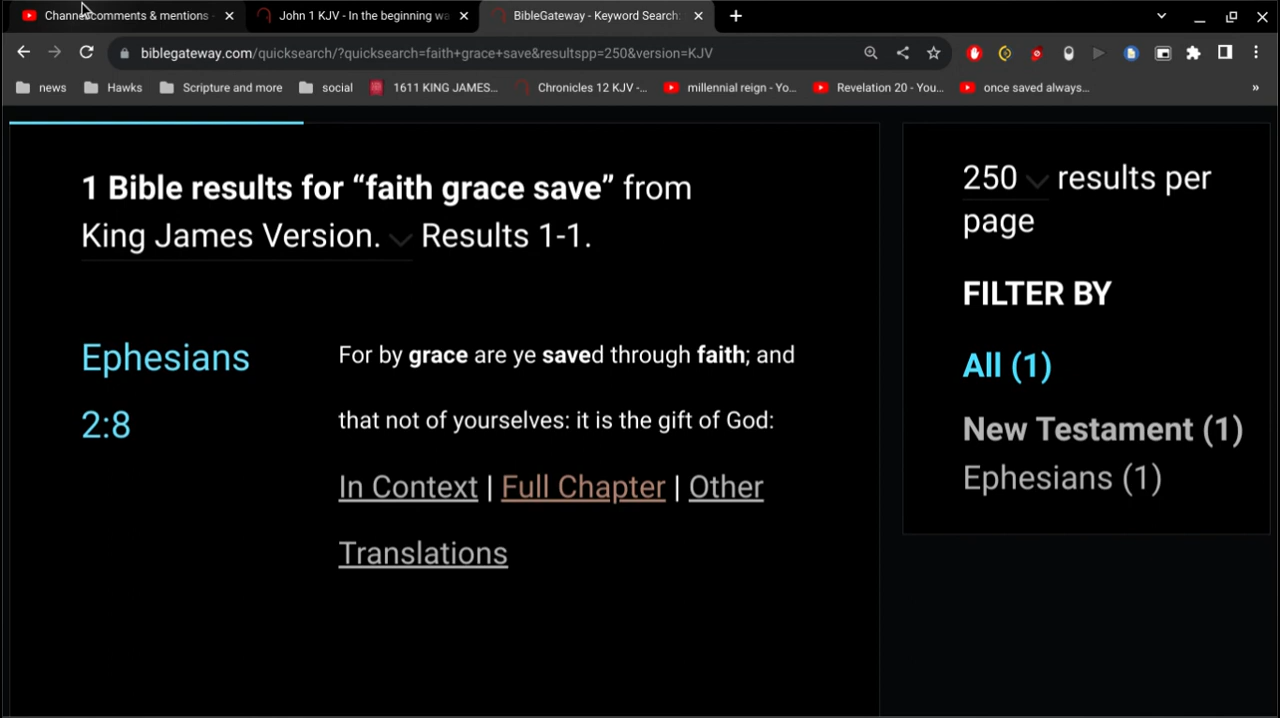 Channel comments & mentions -
John 1 KJV - In the beginning wa
BibleGateway - Keyword Search:
biblegateway.com/quicksearch/?quicksearch=faith+grace+save&resultspp=250&version=KJV
news
Hawks
Scripture and more
social
1611 KING JAMES...
Chronicles 12 KJV -...
millennial reign - Yo...
Revelation 20 - You...
once saved always...
»
1 Bible results for “faith grace save” from
King James Version. Results 1-1.
Ephesians
2:8
For by grace are ye saved through faith; and
that not of yourselves: it is the gift of God:
In Context | Full Chapter | Other
Translations
250 results per
page
FILTER BY
All (1)
New Testament (1)
Ephesians (1)